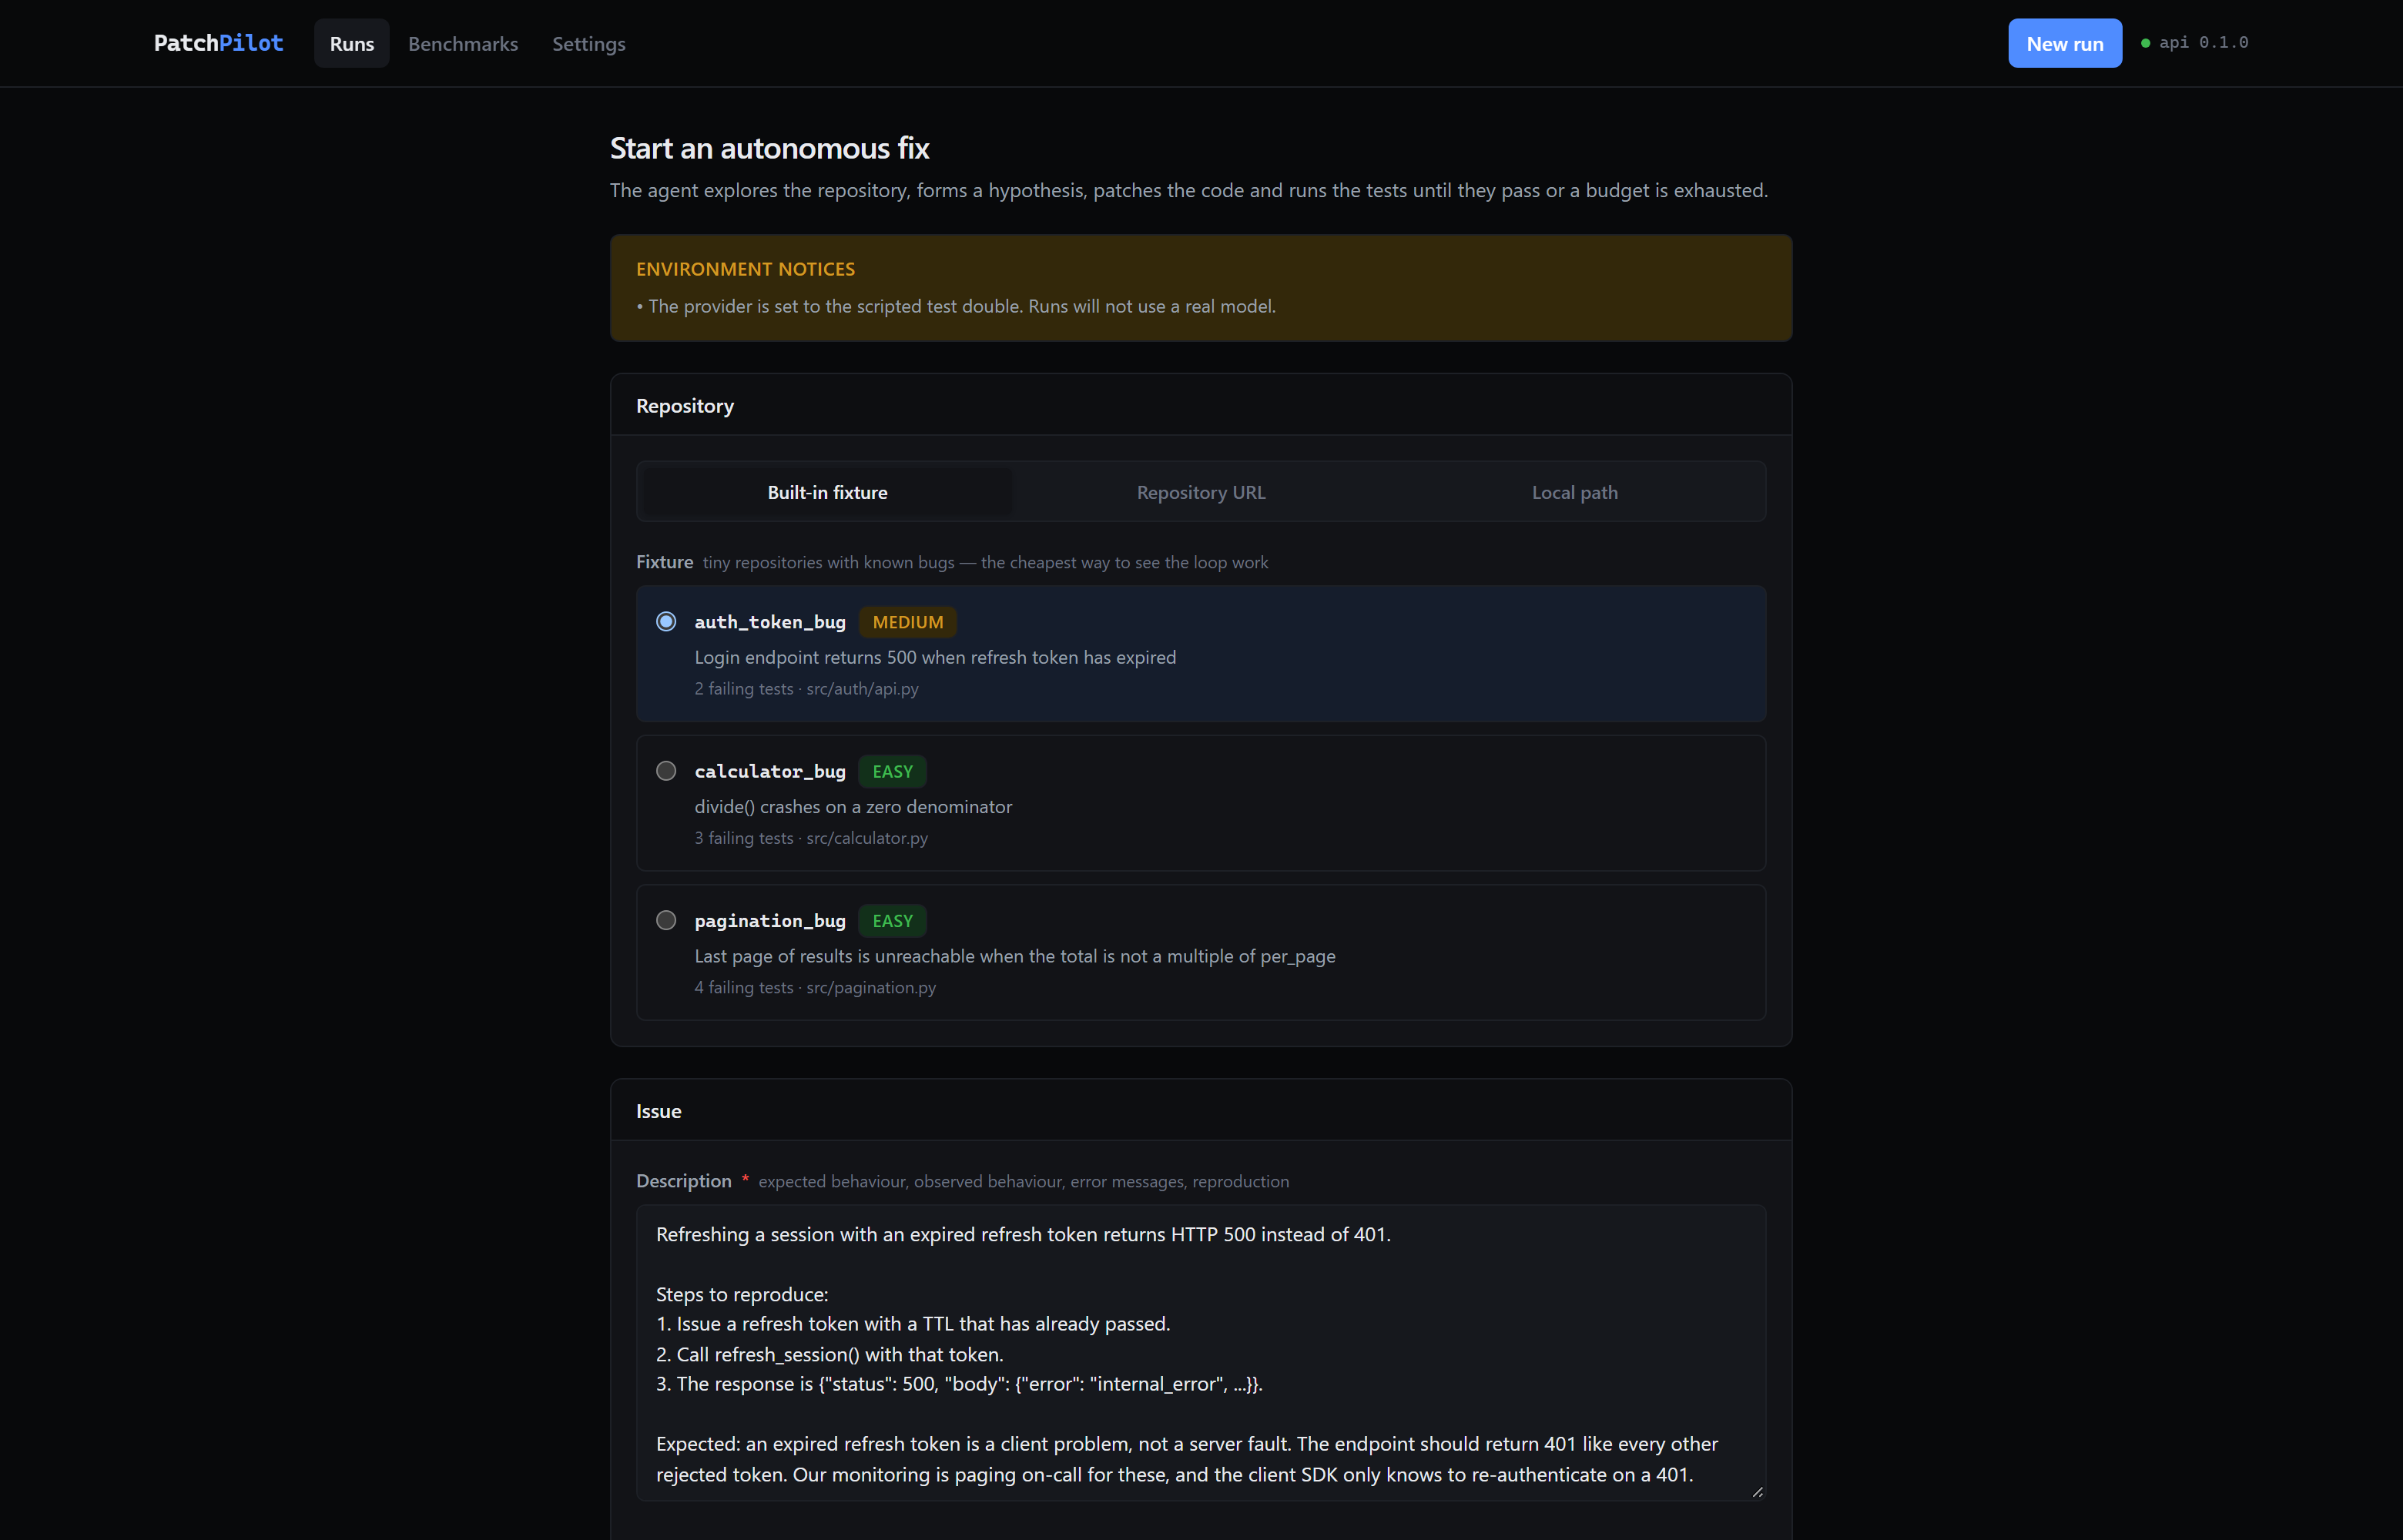 PatchPilot
Runs
Benchmarks
Settings
New run
api 0.1.0
Start an autonomous fix
The agent explores the repository, forms a hypothesis, patches the code and runs the tests until they pass or a budget is exhausted.
ENVIRONMENT NOTICES
• The provider is set to the scripted test double. Runs will not use a real model.
Repository
Built-in fixture
Repository URL
Local path
Fixture tiny repositories with known bugs — the cheapest way to see the loop work
auth_token_bug MEDIUM
Login endpoint returns 500 when refresh token has expired
2 failing tests · src/auth/api.py
calculator_bug EASY
divide() crashes on a zero denominator
3 failing tests · src/calculator.py
pagination_bug EASY
Last page of results is unreachable when the total is not a multiple of per_page
4 failing tests · src/pagination.py
Issue
Description * expected behaviour, observed behaviour, error messages, reproduction
Refreshing a session with an expired refresh token returns HTTP 500 instead of 401.
Steps to reproduce:
1. Issue a refresh token with a TTL that has already passed.
2. Call refresh_session() with that token.
3. The response is {"status": 500, "body": {"error": "internal_error", ...}}.
Expected: an expired refresh token is a client problem, not a server fault. The endpoint should return 401 like every other
rejected token. Our monitoring is paging on-call for these, and the client SDK only knows to re-authenticate on a 401.